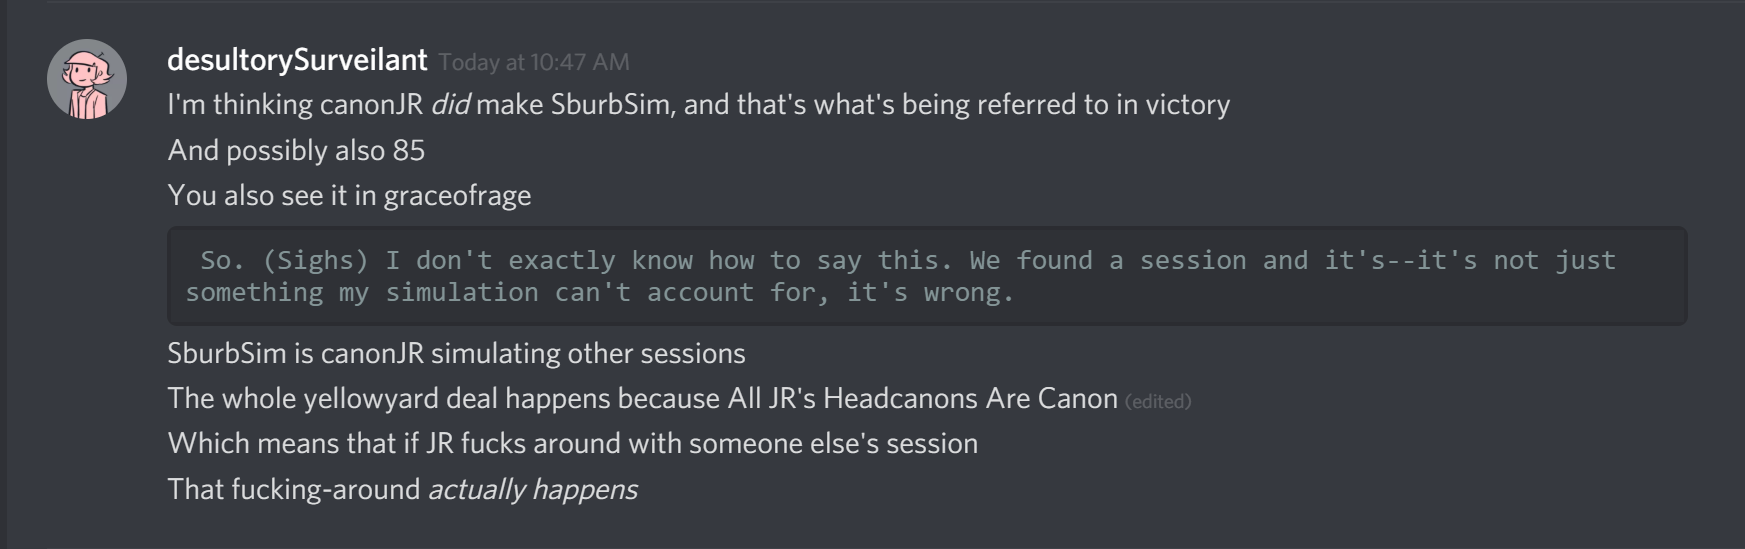 desultorySurveilant Today at 10:47 AM
I'm thinking canonJR did make SburbSim, and that's what's being referred to in victory
And possibly also 85
You also see it in graceofrage
So. (Sighs) I don't exactly know how to say this. We found a session and it's--it's not just
something my simulation can't account for, it's wrong.
SburbSim is canonJR simulating other sessions
The whole yellowyard deal happens because All JR's Headcanons Are Canon (edited)
Which means that if JR fucks around with someone else's session
That fucking-around actually happens